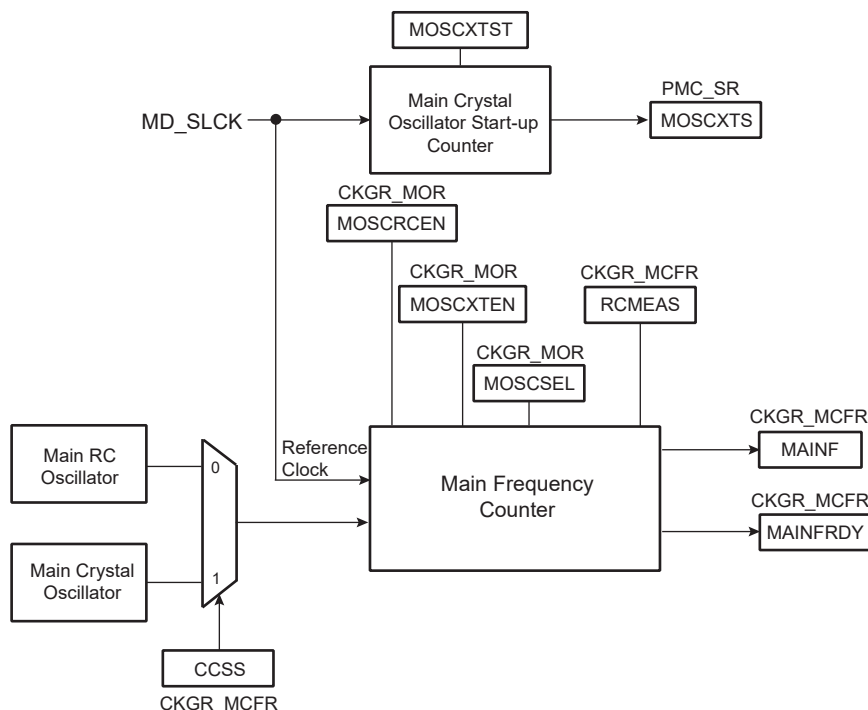 MOSCXTST
Main Crystal
Oscillator Start-up
Counter
MD_SLCK
PMC_SR
MOSCXTS
CKGR_MOR
MOSCRCEN
CKGR_MOR
MOSCXTEN
CKGR_MCFR
RCMEAS
CKGR_MOR
MOSCSEL
Main RC
Oscillator
0
Reference
Clock
Main Frequency
Counter
CKGR_MCFR
MAINF
CKGR_MCFR
MAINFRDY
Main Crystal
Oscillator
1
CCSS
CKGR_MCFR